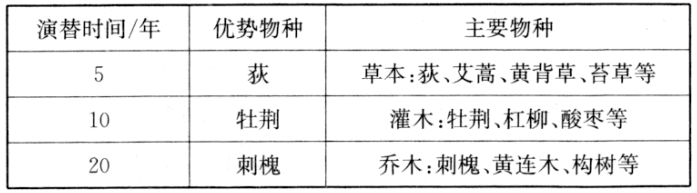 演替时间/年 优势物种 主要物种
5 荻 草本:荻、艾蒿、黄背草、苔草等
10 牡荆 灌木:牡荆、杠柳、酸枣等
20 刺槐 乔木:刺槐、黄连木、构树等